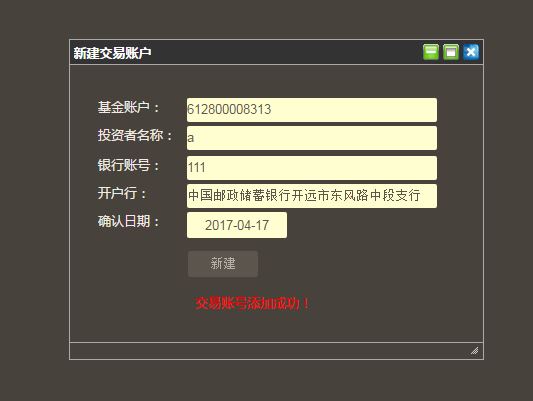 新建交易账户
基金账户： 612800008313
投资者名称： a
银行账号： 111
开户行： 中国邮政储蓄银行开远市东风路中段支行
确认日期： 2017-04-17
新建
交易账号添加成功！